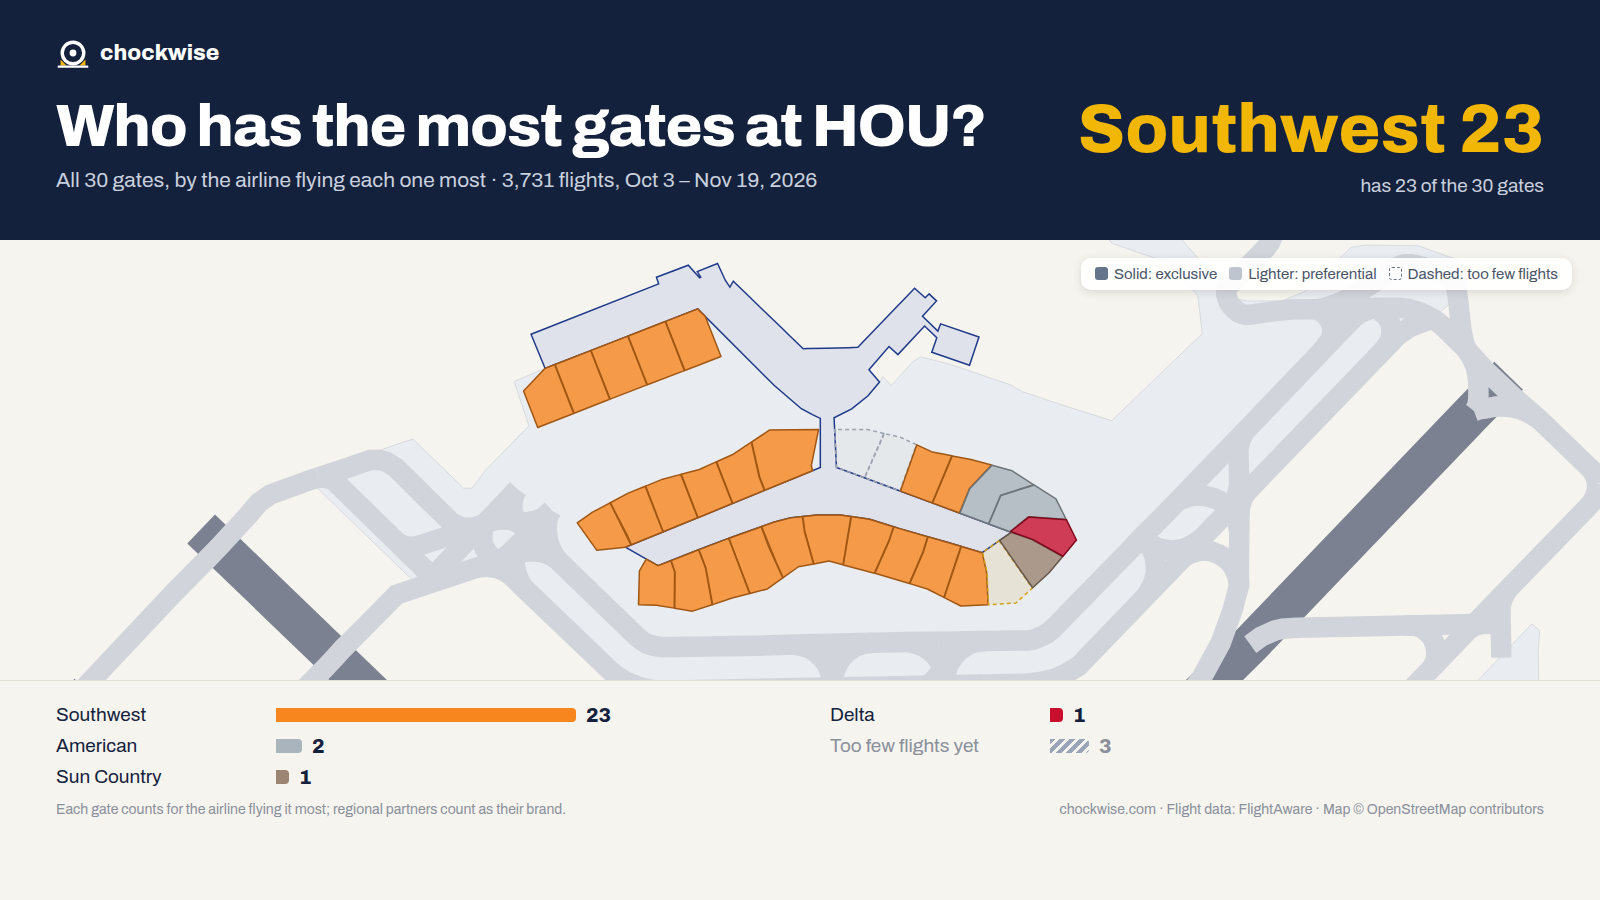 chockwise
Who has the most gates at HOU?
All 30 gates, by the airline flying each one most · 3,731 flights, Oct 3 – Nov 19, 2026
Southwest 23
has 23 of the 30 gates
Solid: exclusive Lighter: preferential Dashed: too few flights
Southwest 23
American 2
Sun Country 1
Delta 1
Too few flights yet 3
Each gate counts for the airline flying it most; regional partners count as their brand.
chockwise.com · Flight data: FlightAware · Map © OpenStreetMap contributors